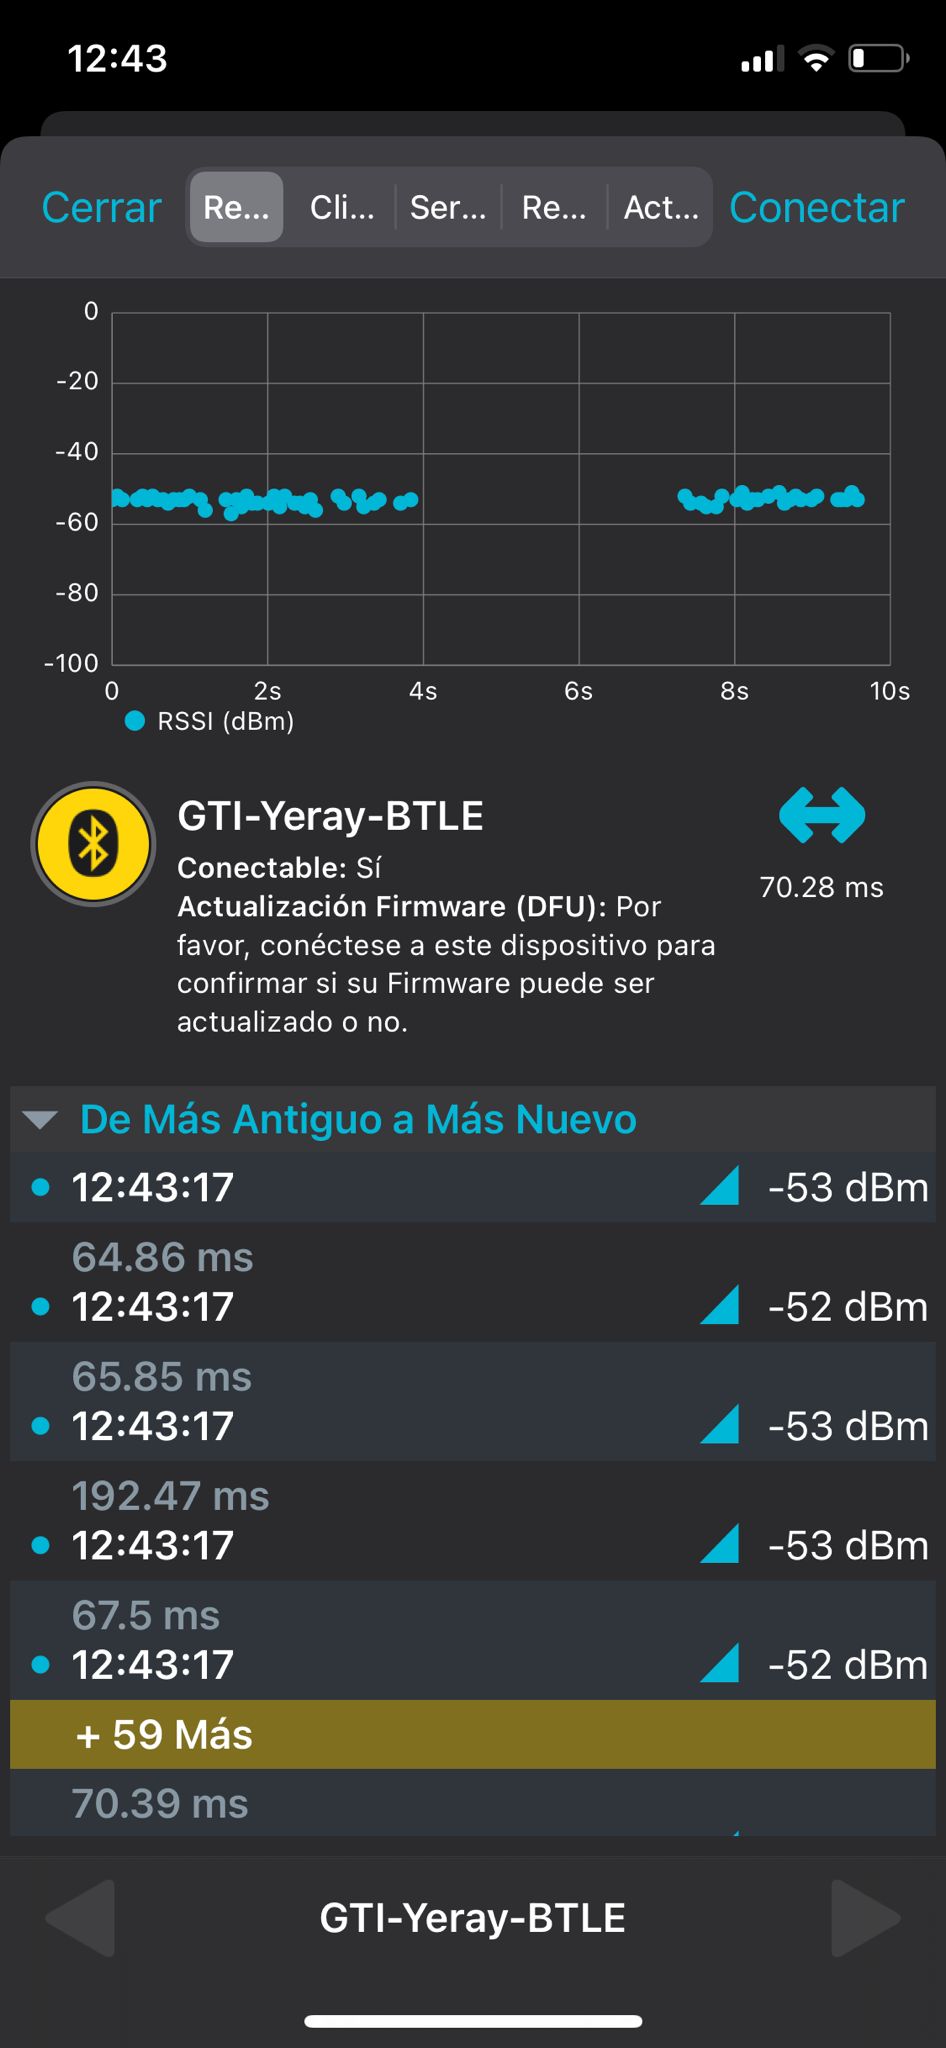 12:43
Cerrar
Re...
Cli...
Ser...
Re...
Act...
Conectar
0
-20
-40
-60
-80
-100
0 2s 4s 6s 8s 10s
RSSI (dBm)
GTI-Yeray-BTLE
Conectable: Sí
Actualización Firmware (DFU): Por
favor, conéctese a este dispositivo para
confirmar si su Firmware puede ser
actualizado o no.
70.28 ms
De Más Antiguo a Más Nuevo
12:43:17 -53 dBm
64.86 ms
12:43:17 -52 dBm
65.85 ms
12:43:17 -53 dBm
192.47 ms
12:43:17 -53 dBm
67.5 ms
12:43:17 -52 dBm
+ 59 Más
70.39 ms
GTI-Yeray-BTLE